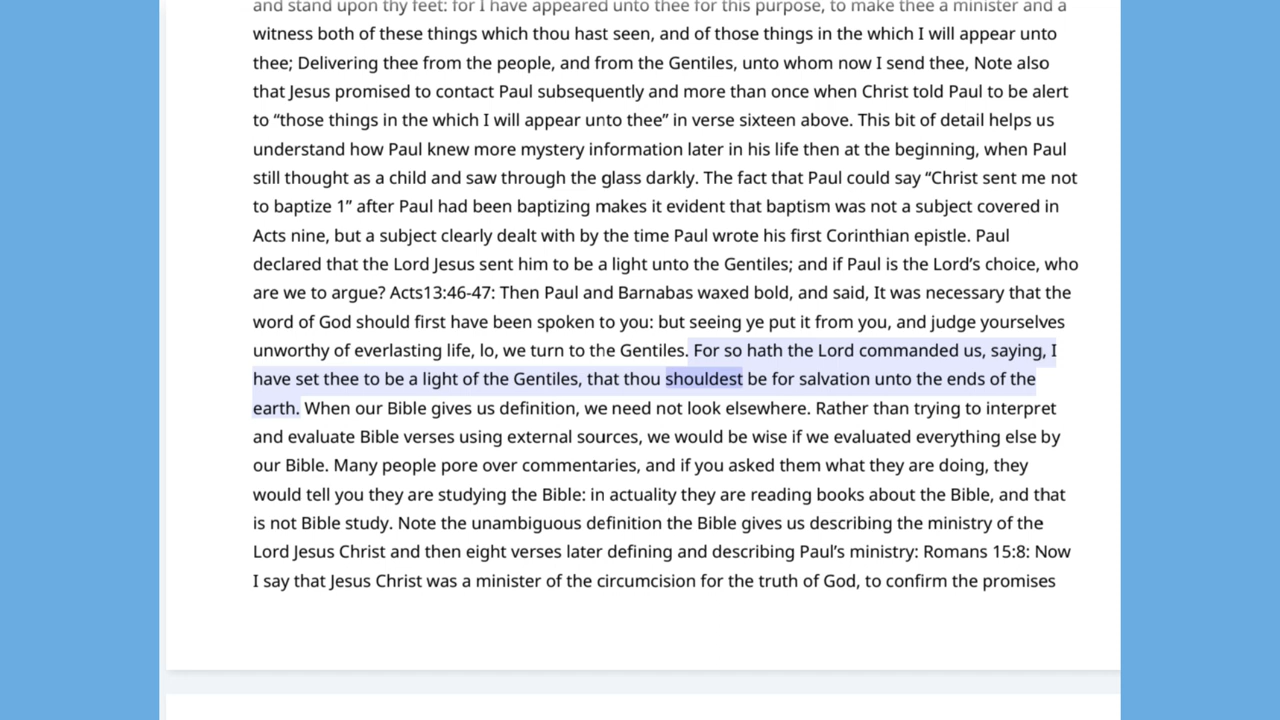 and stand upon thy feet: for I have appeared unto thee for this purpose, to make thee a minister and a
witness both of these things which thou hast seen, and of those things in the which I will appear unto
thee; Delivering thee from the people, and from the Gentiles, unto whom now I send thee, Note also
that Jesus promised to contact Paul subsequently and more than once when Christ told Paul to be alert
to “those things in the which I will appear unto thee” in verse sixteen above. This bit of detail helps us
understand how Paul knew more mystery information later in his life then at the beginning, when Paul
still thought as a child and saw through the glass darkly. The fact that Paul could say “Christ sent me not
to baptize 1” after Paul had been baptizing makes it evident that baptism was not a subject covered in
Acts nine, but a subject clearly dealt with by the time Paul wrote his first Corinthian epistle. Paul
declared that the Lord Jesus sent him to be a light unto the Gentiles; and if Paul is the Lord’s choice, who
are we to argue? Acts13:46-47: Then Paul and Barnabas waxed bold, and said, It was necessary that the
word of God should first have been spoken to you: but seeing ye put it from you, and judge yourselves
unworthy of everlasting life, lo, we turn to the Gentiles. For so hath the Lord commanded us, saying, I
have set thee to be a light of the Gentiles, that thou shouldest be for salvation unto the ends of the
earth. When our Bible gives us definition, we need not look elsewhere. Rather than trying to interpret
and evaluate Bible verses using external sources, we would be wise if we evaluated everything else by
our Bible. Many people pore over commentaries, and if you asked them what they are doing, they
would tell you they are studying the Bible: in actuality they are reading books about the Bible, and that
is not Bible study. Note the unambiguous definition the Bible gives us describing the ministry of the
Lord Jesus Christ and then eight verses later defining and describing Paul’s ministry: Romans 15:8: Now
I say that Jesus Christ was a minister of the circumcision for the truth of God, to confirm the promises